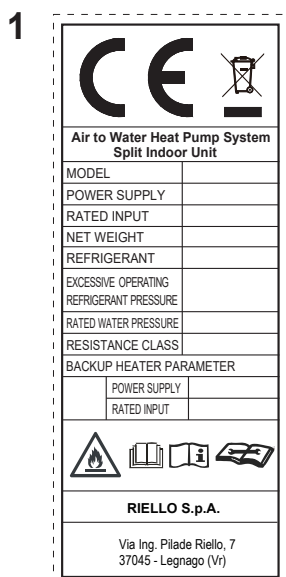 1
CE
Air to Water Heat Pump System
Split Indoor Unit
MODEL
POWER SUPPLY
RATED INPUT
NET WEIGHT
REFRIGERANT
EXCESSIVE OPERATING
REFRIGERANT PRESSURE
RATED WATER PRESSURE
RESISTANCE CLASS
BACKUP HEATER PARAMETER
POWER SUPPLY
RATED INPUT
i
RIELLO S.p.A.
Via Ing. Pilade Riello, 7
37045 - Legnago (Vr)